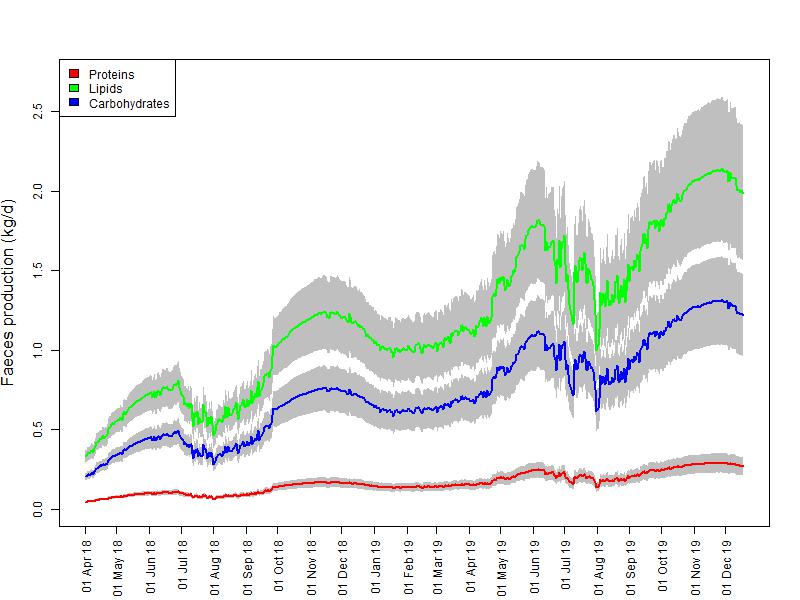 Proteins
Lipids
Carbohydrates
Faeces production (kg/d)
2.5
2.0
1.5
1.0
0.5
0.0
01 Apr 18
01 May 18
01 Jun 18
01 Jul 18
01 Aug 18
01 Sep 18
01 Oct 18
01 Nov 18
01 Dec 18
01 Jan 19
01 Feb 19
01 Mar 19
01 Apr 19
01 May 19
01 Jun 19
01 Jul 19
01 Aug 19
01 Sep 19
01 Oct 19
01 Nov 19
01 Dec 19